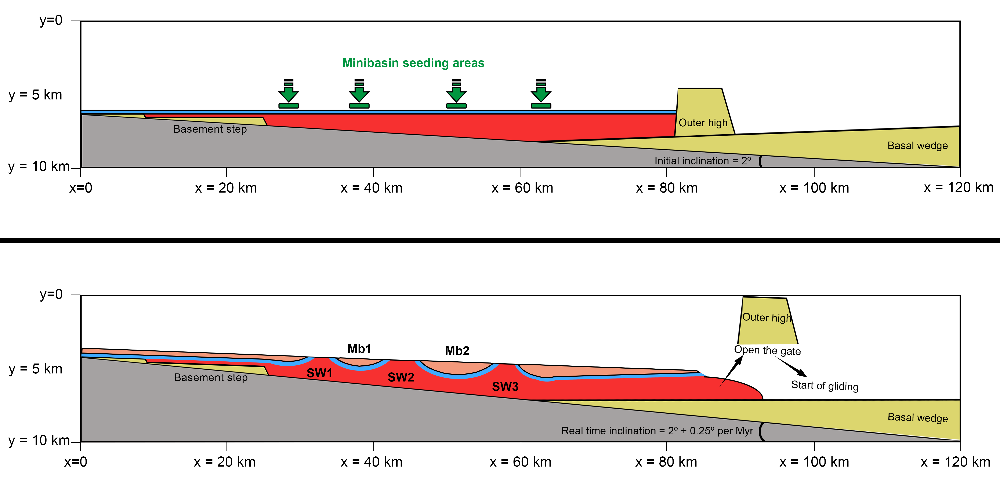 y=0
Minibasin seeding areas
y = 5 km
Outer high
Basement step
Basal wedge
Initial inclination = 2º
y = 10 km
x=0
x = 20 km
x = 40 km
x = 60 km
x = 80 km
x = 100 km
x = 120 km
y=0
Outer high
Mb1
Mb2
Open the gate
y = 5 km
SW1
SW2
SW3
Basement step
Start of gliding
Basal wedge
Real time inclination = 2º + 0.25º per Myr
y = 10 km
x=0
x = 20 km
x = 40 km
x = 60 km
x = 80 km
x = 100 km
x = 120 km